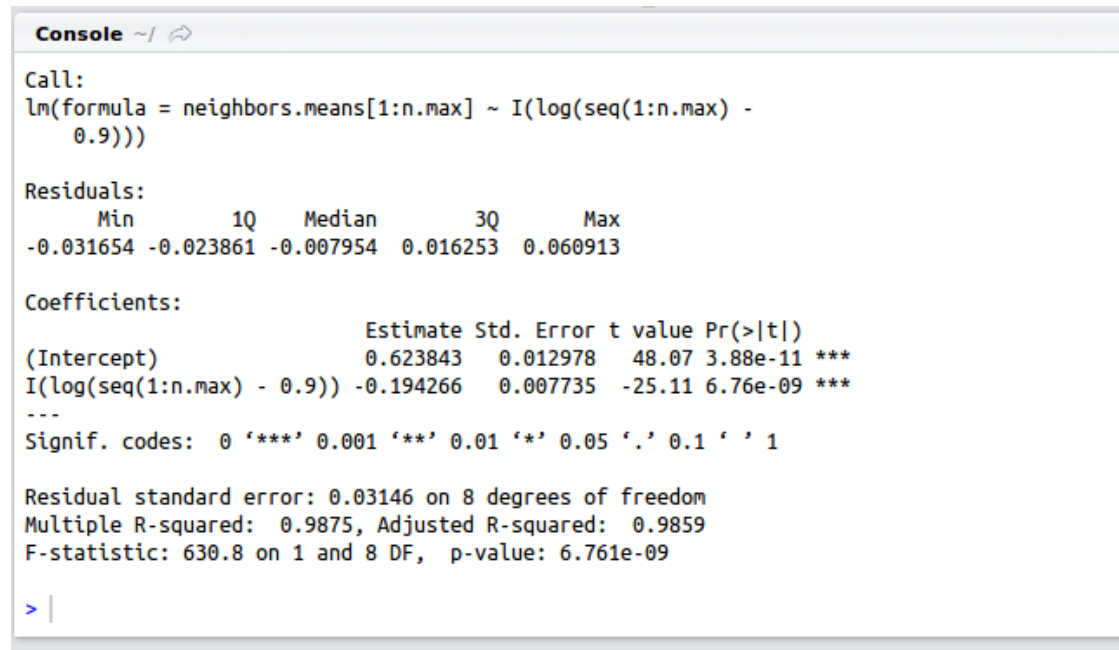 Console ~/
Call:
lm(formula = neighbors.means[1:n.max] ~ I(log(seq(1:n.max) -
    0.9)))
Residuals:
      Min        1Q    Median        3Q       Max
-0.031654 -0.023861 -0.007954  0.016253  0.060913
Coefficients:
                            Estimate Std. Error t value Pr(>|t|)
(Intercept)                 0.623843   0.012978   48.07 3.88e-11 ***
I(log(seq(1:n.max) - 0.9)) -0.194266   0.007735  -25.11 6.76e-09 ***
---
Signif. codes:  0 ‘***’ 0.001 ‘**’ 0.01 ‘*’ 0.05 ‘.’ 0.1 ‘ ’ 1
Residual standard error: 0.03146 on 8 degrees of freedom
Multiple R-squared:  0.9875, Adjusted R-squared:  0.9859
F-statistic: 630.8 on 1 and 8 DF,  p-value: 6.761e-09
>